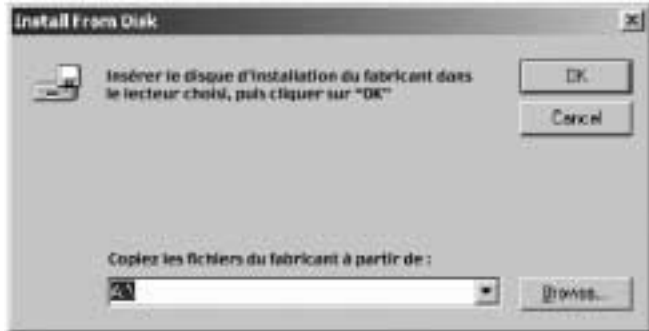 Install From Disk
Insérer le disque d'installation du fabricant dans
le lecteur choisi, puis cliquer sur "OK"
OK
Cancel
Copiez les fichiers du fabricant à partir de :
A:\
Browse...